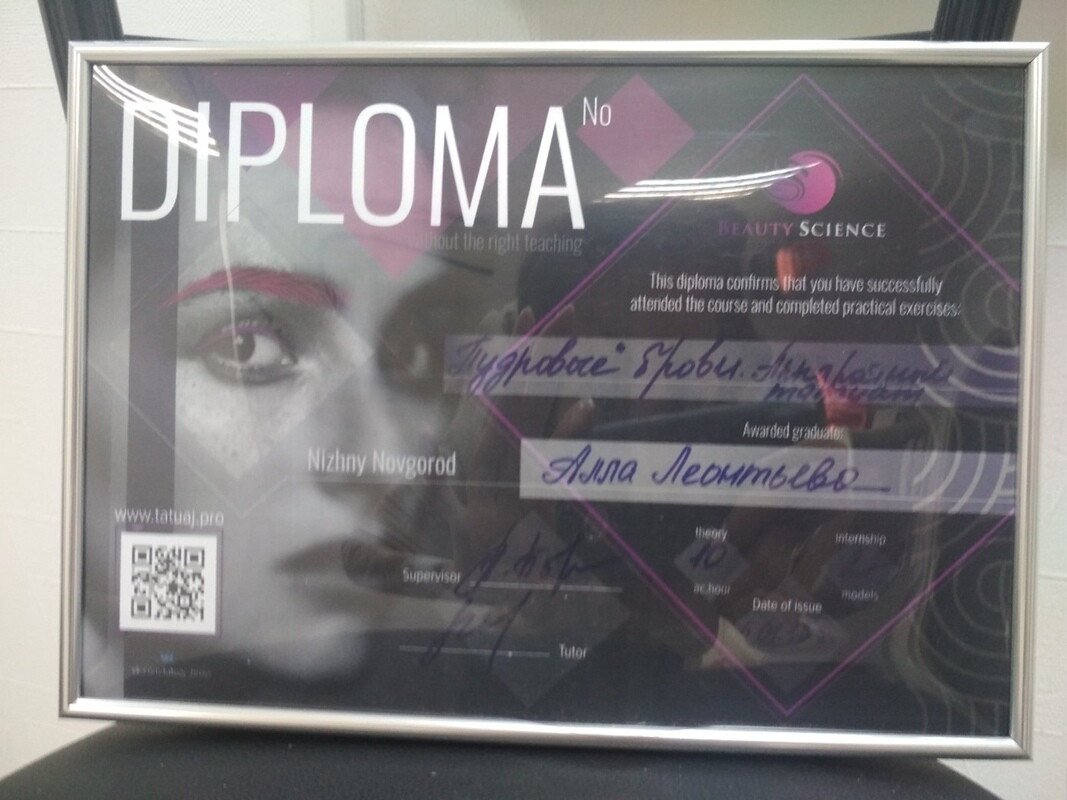 DIPLOMA No
without the right teaching
BEAUTY SCIENCE
This diploma confirms that you have successfully
attended the course and completed practical exercises:
Пудровые брови.
Awarded graduate:
Алла Леонтьева
Nizhny Novgorod
www.tatuaj.pro
theory
10
ac.hour
internship
models
Supervisor
Date of issue
Tutor